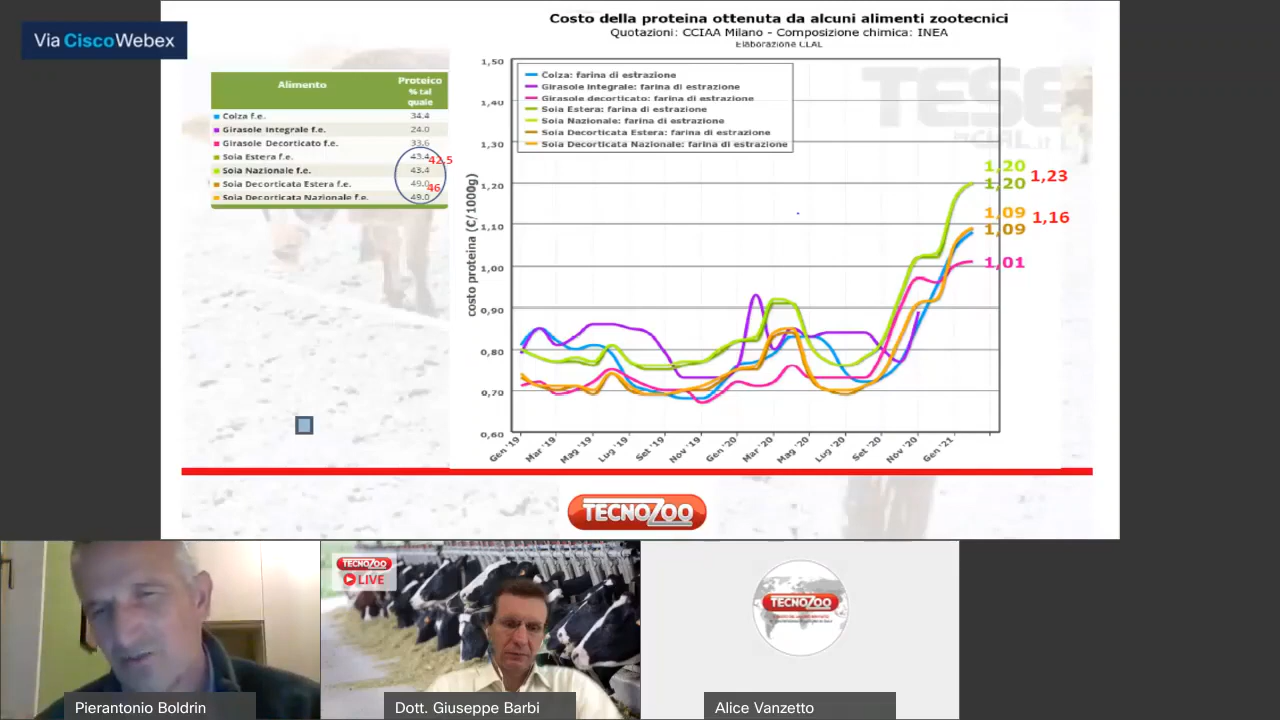 Via CiscoWebex
Costo della proteina ottenuta da alcuni alimenti zootecnici
Quotazioni: CCIAA Milano - Composizione chimica: INEA
Elaborazione CLAL
Alimento
Proteico
% tal
quale
Colza f.e. 34.4
Girasole Integrale f.e. 24.0
Girasole Decorticato f.e. 33.6
Soia Estera f.e. 43.4 42,5
Soia Nazionale f.e. 43.4
Soia Decorticata Estera f.e. 49.0 46
Soia Decorticata Nazionale f.e. 49.0
costo proteina (€/1000g)
1,50
1,40
1,30
1,20
1,10
1,00
0,90
0,80
0,70
0,60
Colza: farina di estrazione
Girasole integrale: farina di estrazione
Girasole decorticato: farina di estrazione
Soia Estera: farina di estrazione
Soia Nazionale: farina di estrazione
Soia Decorticata Estera: farina di estrazione
Soia Decorticata Nazionale: farina di estrazione
TESE
CLAL.it
1,20
1,20 1,23
1,09
1,09 1,16
1,01
Gen '19 Mar '19 Mag '19 Lug '19 Set '19 Nov '19 Gen '20 Mar '20 Mag '20 Lug '20 Set '20 Nov '20 Gen '21
TECNOZOO
TECNOZOO
LIVE
TECNOZOO
Pierantonio Boldrin
Dott. Giuseppe Barbi
Alice Vanzetto